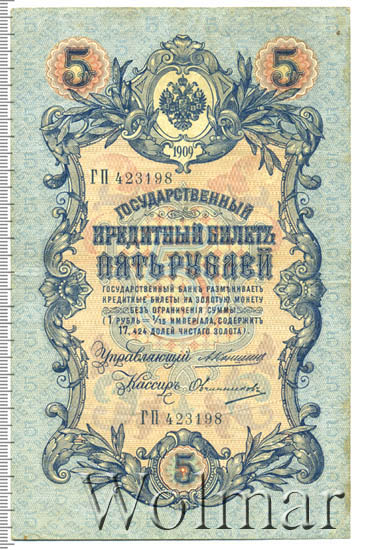 5 5
1909
ГП 423198
ГОСУДАРСТВЕННЫЙ
КРЕДИТНЫЙ БИЛЕТЪ
ПЯТЬ РУБЛЕЙ
ГОСУДАРСТВЕННЫЙ БАНКЪ РАЗМѢНИВАЕТЪ
КРЕДИТНЫЕ БИЛЕТЫ НА ЗОЛОТУЮ МОНЕТУ
БЕЗЪ ОГРАНИЧЕНІЯ СУММЫ
(1 РУБЛЬ = 1/15 ИМПЕРІАЛА, СОДЕРЖИТЪ
17,424 ДОЛЕЙ ЧИСТАГО ЗОЛОТА).
Управляющій
Кассиръ Овчинниковъ
ГП 423198
5
Wolmar